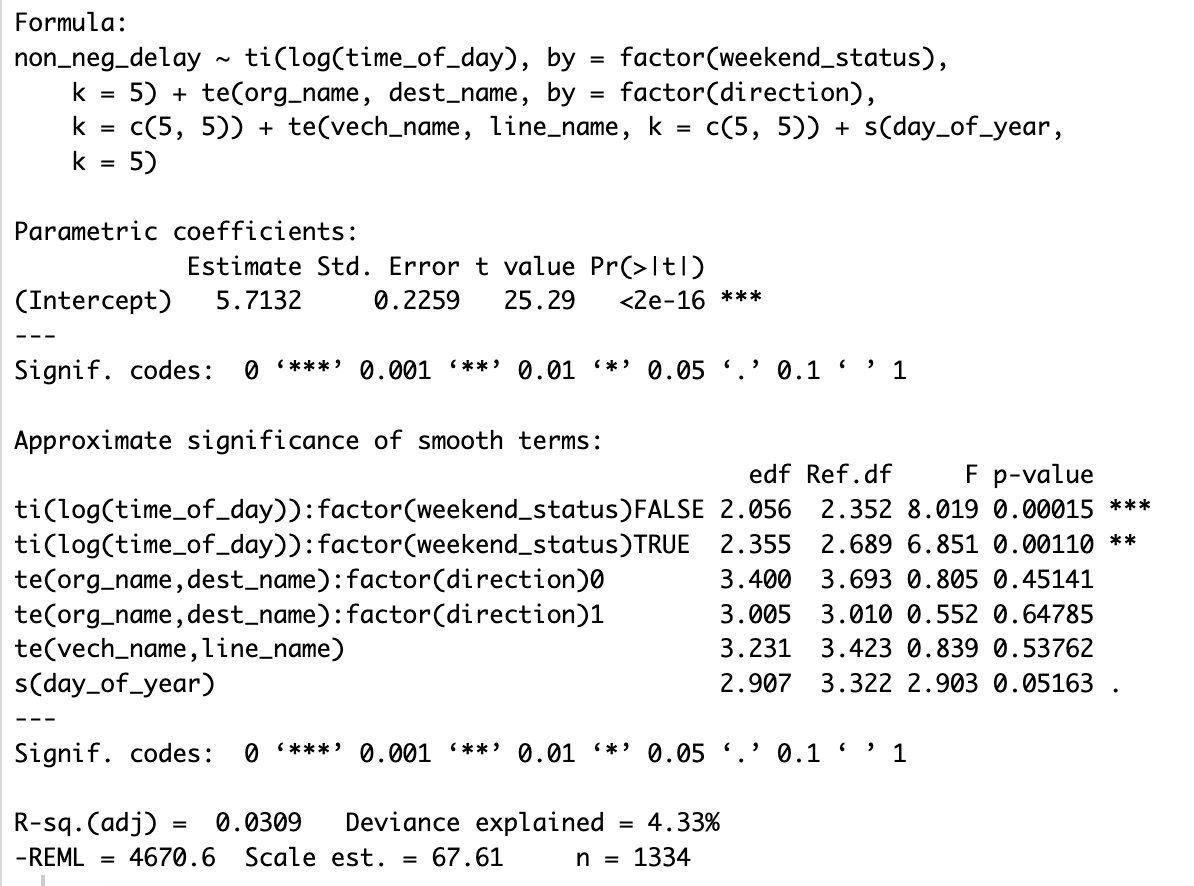 Formula:
non_neg_delay ~ ti(log(time_of_day), by = factor(weekend_status),
    k = 5) + te(org_name, dest_name, by = factor(direction),
    k = c(5, 5)) + te(vech_name, line_name, k = c(5, 5)) + s(day_of_year,
    k = 5)

Parametric coefficients:
            Estimate Std. Error t value Pr(>|t|)
(Intercept)   5.7132     0.2259   25.29   <2e-16 ***
---
Signif. codes:  0 ‘***’ 0.001 ‘**’ 0.01 ‘*’ 0.05 ‘.’ 0.1 ‘ ’ 1

Approximate significance of smooth terms:
                                                   edf Ref.df     F p-value
ti(log(time_of_day)):factor(weekend_status)FALSE 2.056  2.352 8.019 0.00015 ***
ti(log(time_of_day)):factor(weekend_status)TRUE  2.355  2.689 6.851 0.00110 **
te(org_name,dest_name):factor(direction)0        3.400  3.693 0.805 0.45141
te(org_name,dest_name):factor(direction)1        3.005  3.010 0.552 0.64785
te(vech_name,line_name)                          3.231  3.423 0.839 0.53762
s(day_of_year)                                   2.907  3.322 2.903 0.05163 .
---
Signif. codes:  0 ‘***’ 0.001 ‘**’ 0.01 ‘*’ 0.05 ‘.’ 0.1 ‘ ’ 1

R-sq.(adj) =  0.0309   Deviance explained = 4.33%
-REML = 4670.6  Scale est. = 67.61     n = 1334